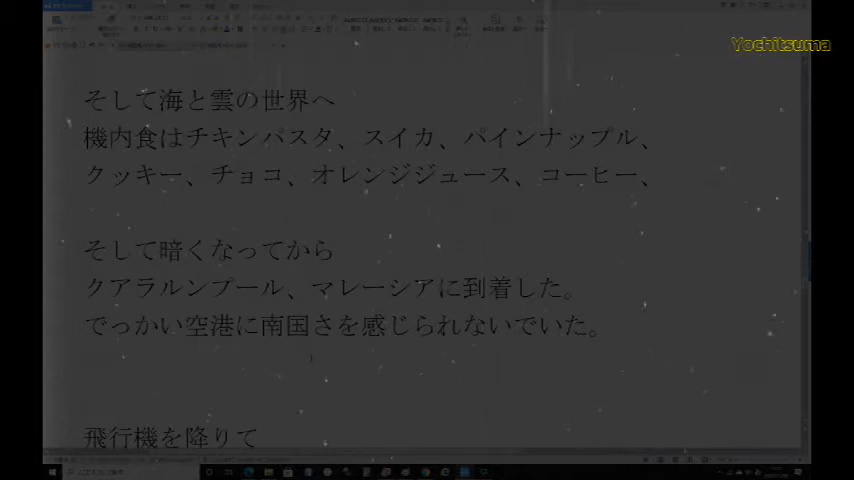 Yochitsuma
そして海と雲の世界へ
機内食はチキンパスタ、スイカ、パインナップル、
クッキー、チョコ、オレンジジュース、コーヒー、
そして暗くなってから
クアラルンプール、マレーシアに到着した。
でっかい空港に南国さを感じられないでいた。
飛行機を降りて